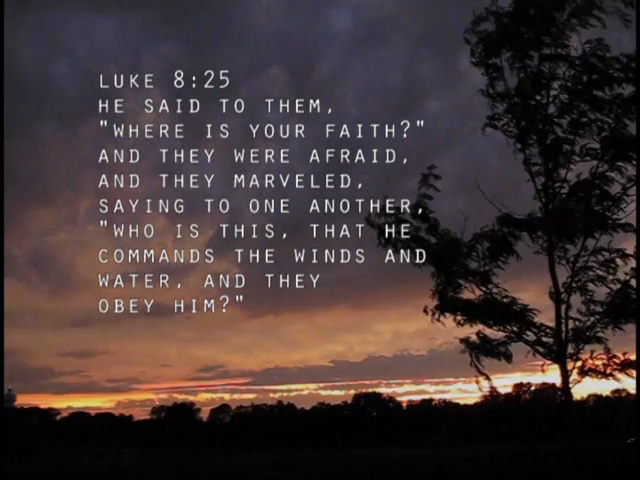 LUKE 8:25
HE SAID TO THEM,
"WHERE IS YOUR FAITH?"
AND THEY WERE AFRAID,
AND THEY MARVELED,
SAYING TO ONE ANOTHER,
"WHO IS THIS, THAT HE
COMMANDS THE WINDS AND
WATER, AND THEY
OBEY HIM?"